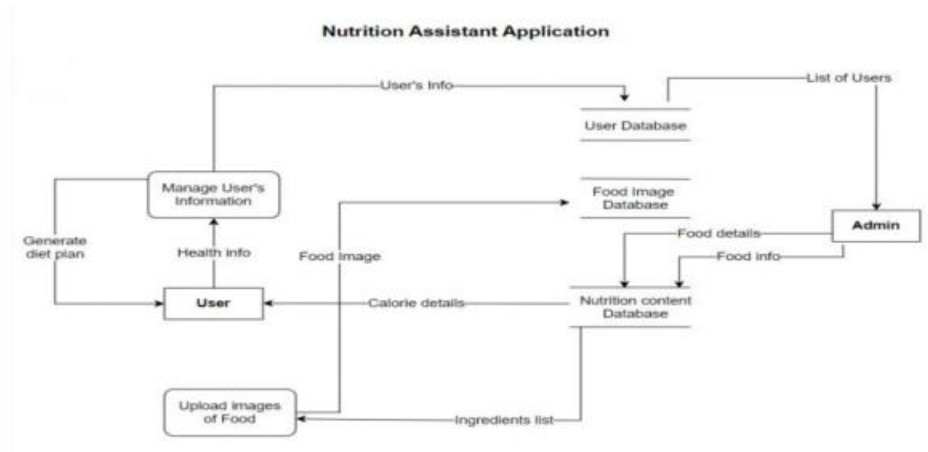 Nutrition Assistant Application
User's Info
List of Users
User Database
Manage User's
Information
Food Image
Database
Admin
Food details
Generate
diet plan
Health info
Food Image
Food info
User
Calorie details
Nutrition content
Database
Upload images
of Food
Ingredients list